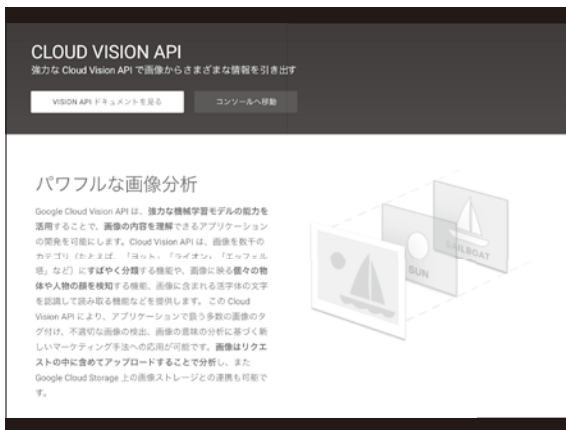 CLOUD VISION API
強力な Cloud Vision API で画像からさまざまな情報を引き出す
VISION API ドキュメントを見る
コンソールへ移動
パワフルな画像分析
Google Cloud Vision API は、強力な機械学習モデルの能力を
活用することで、画像の内容を理解できるアプリケーション
の開発を可能にします。Cloud Vision API は、画像を数千の
カテゴリ（たとえば、「ヨット」、「ライオン」、「エッフェル
塔」など）にすばやく分類する機能や、画像に映る個々の物
体や人物の顔を検知する機能、画像に含まれる活字体の文字
を認識して読み取る機能などを提供します。この Cloud
Vision API により、アプリケーションで扱う多数の画像のタ
グ付け、不適切な画像の検出、画像の意味の分析に基づく新
しいマーケティング手法への応用が可能です。画像はリクエ
ストの中に含めてアップロードすることで分析し、また
Google Cloud Storage 上の画像ストレージとの連携も可能で
す。
SAILBOAT
SUN